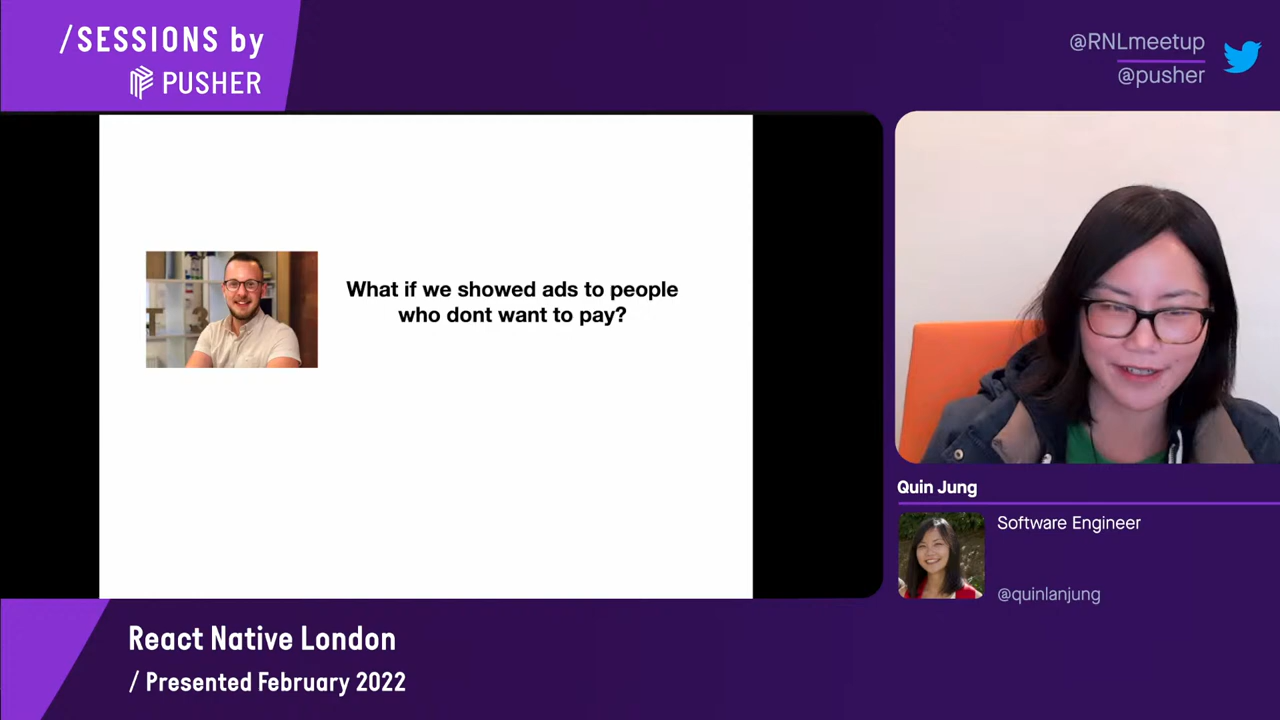 /SESSIONS by
PUSHER
@RNLmeetup
@pusher
What if we showed ads to people
who dont want to pay?
Quin Jung
Software Engineer
@quinlanjung
React Native London
/ Presented February 2022